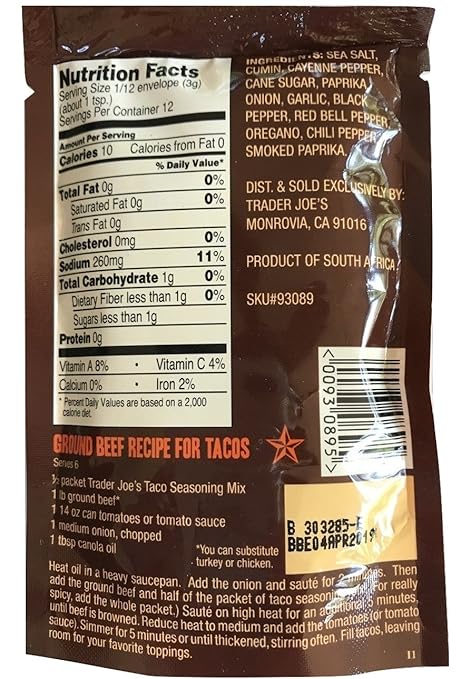 Nutrition Facts
Serving Size 1/12 envelope (3g)
(about 1 tsp.)
Servings Per Container 12
Amount Per Serving
Calories 10 Calories from Fat 0
% Daily Value*
Total Fat 0g 0%
Saturated Fat 0g 0%
Trans Fat 0g
Cholesterol 0mg 0%
Sodium 260mg 11%
Total Carbohydrate 1g 0%
Dietary Fiber less than 1g 0%
Sugars less than 1g
Protein 0g
Vitamin A 8% • Vitamin C 4%
Calcium 0% • Iron 2%
* Percent Daily Values are based on a 2,000
calorie diet.
INGREDIENTS: SEA SALT,
CUMIN, CAYENNE PEPPER,
CANE SUGAR, PAPRIKA
ONION, GARLIC, BLACK
PEPPER, RED BELL PEPPER
OREGANO, CHILI PEPPER
SMOKED PAPRIKA.
DIST. & SOLD EXCLUSIVELY BY:
TRADER JOE'S
MONROVIA, CA 91016
PRODUCT OF SOUTH AFRICA
SKU#93089
<0093 0895>
GROUND BEEF RECIPE FOR TACOS
Serves 6
½ packet Trader Joe's Taco Seasoning Mix
1 lb ground beef*
1 14 oz can tomatoes or tomato sauce
1 medium onion, chopped
1 tbsp canola oil
*You can substitute
turkey or chicken.
B 303285-
BBE04APR2019
Heat oil in a heavy saucepan. Add the onion and sauté for minutes. Then
add the ground beef and half of the packet of taco seasoning. For really
spicy, add the whole packet.) Sauté on high heat for an additional 5 minutes,
until beef is browned. Reduce heat to medium and add the tomatoes (or tomato
sauce). Simmer for 5 minutes or until thickened, stirring often. Fill tacos, leaving
room for your favorite toppings.
11